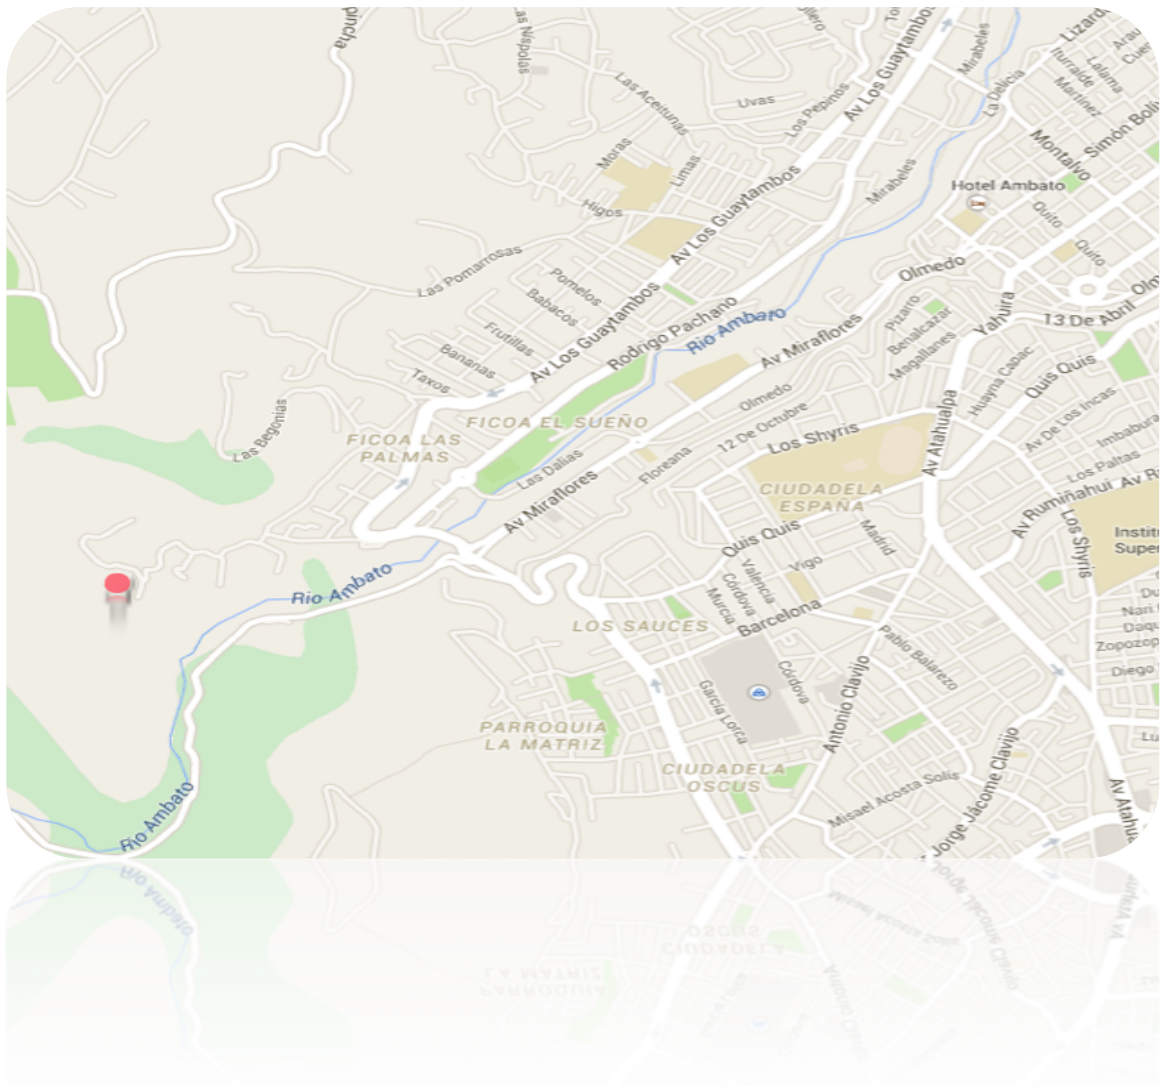 Las Nispolas
Av Los Guaytambos
Mirabeles
La Delicia
Iturralde
Lalama
Martinez
Las Aceitunas
Uvas
Los Pepinos
Montalvo
Moras
Limas
Mirabeles
Hotel Ambato
Higos
Av Los Guaytambos
Quito
Quito
Las Pomarrosas
Olmedo
Pomelos
Babacos
Av Los Guaytambos
Rodrigo Pachano
Rio Ambato
Pizarro
Benalcazar
Magallanes
Yahuira
13 De Abril
Frutillas
Bananas
Taxos
Av Miraflores
Huayna Capac
Quis Quis
Olmedo
12 De Octubre
Los Shyris
Av Atahualpa
Av De Los Incas
Imbabura
Las Begonias
FICOA LAS
PALMAS
FICOA EL SUEÑO
Las Dalias
Floreana
Av Miraflores
Los Paltas
Av Rumiñahui
CIUDADELA
ESPAÑA
Quis Quis
Madrid
Los Shyris
Rio Ambato
Vigo
Valencia
Córdova
Murcia
Barcelona
LOS SAUCES
Pablo Balarezo
Zopozop
Diego
Córdova
García Lorca
Antonio Clavijo
PARROQUIA
LA MATRIZ
CIUDADELA
OSCUS
Misael Acosta Solís
Jorge Jácome Clavijo
Rio Ambato